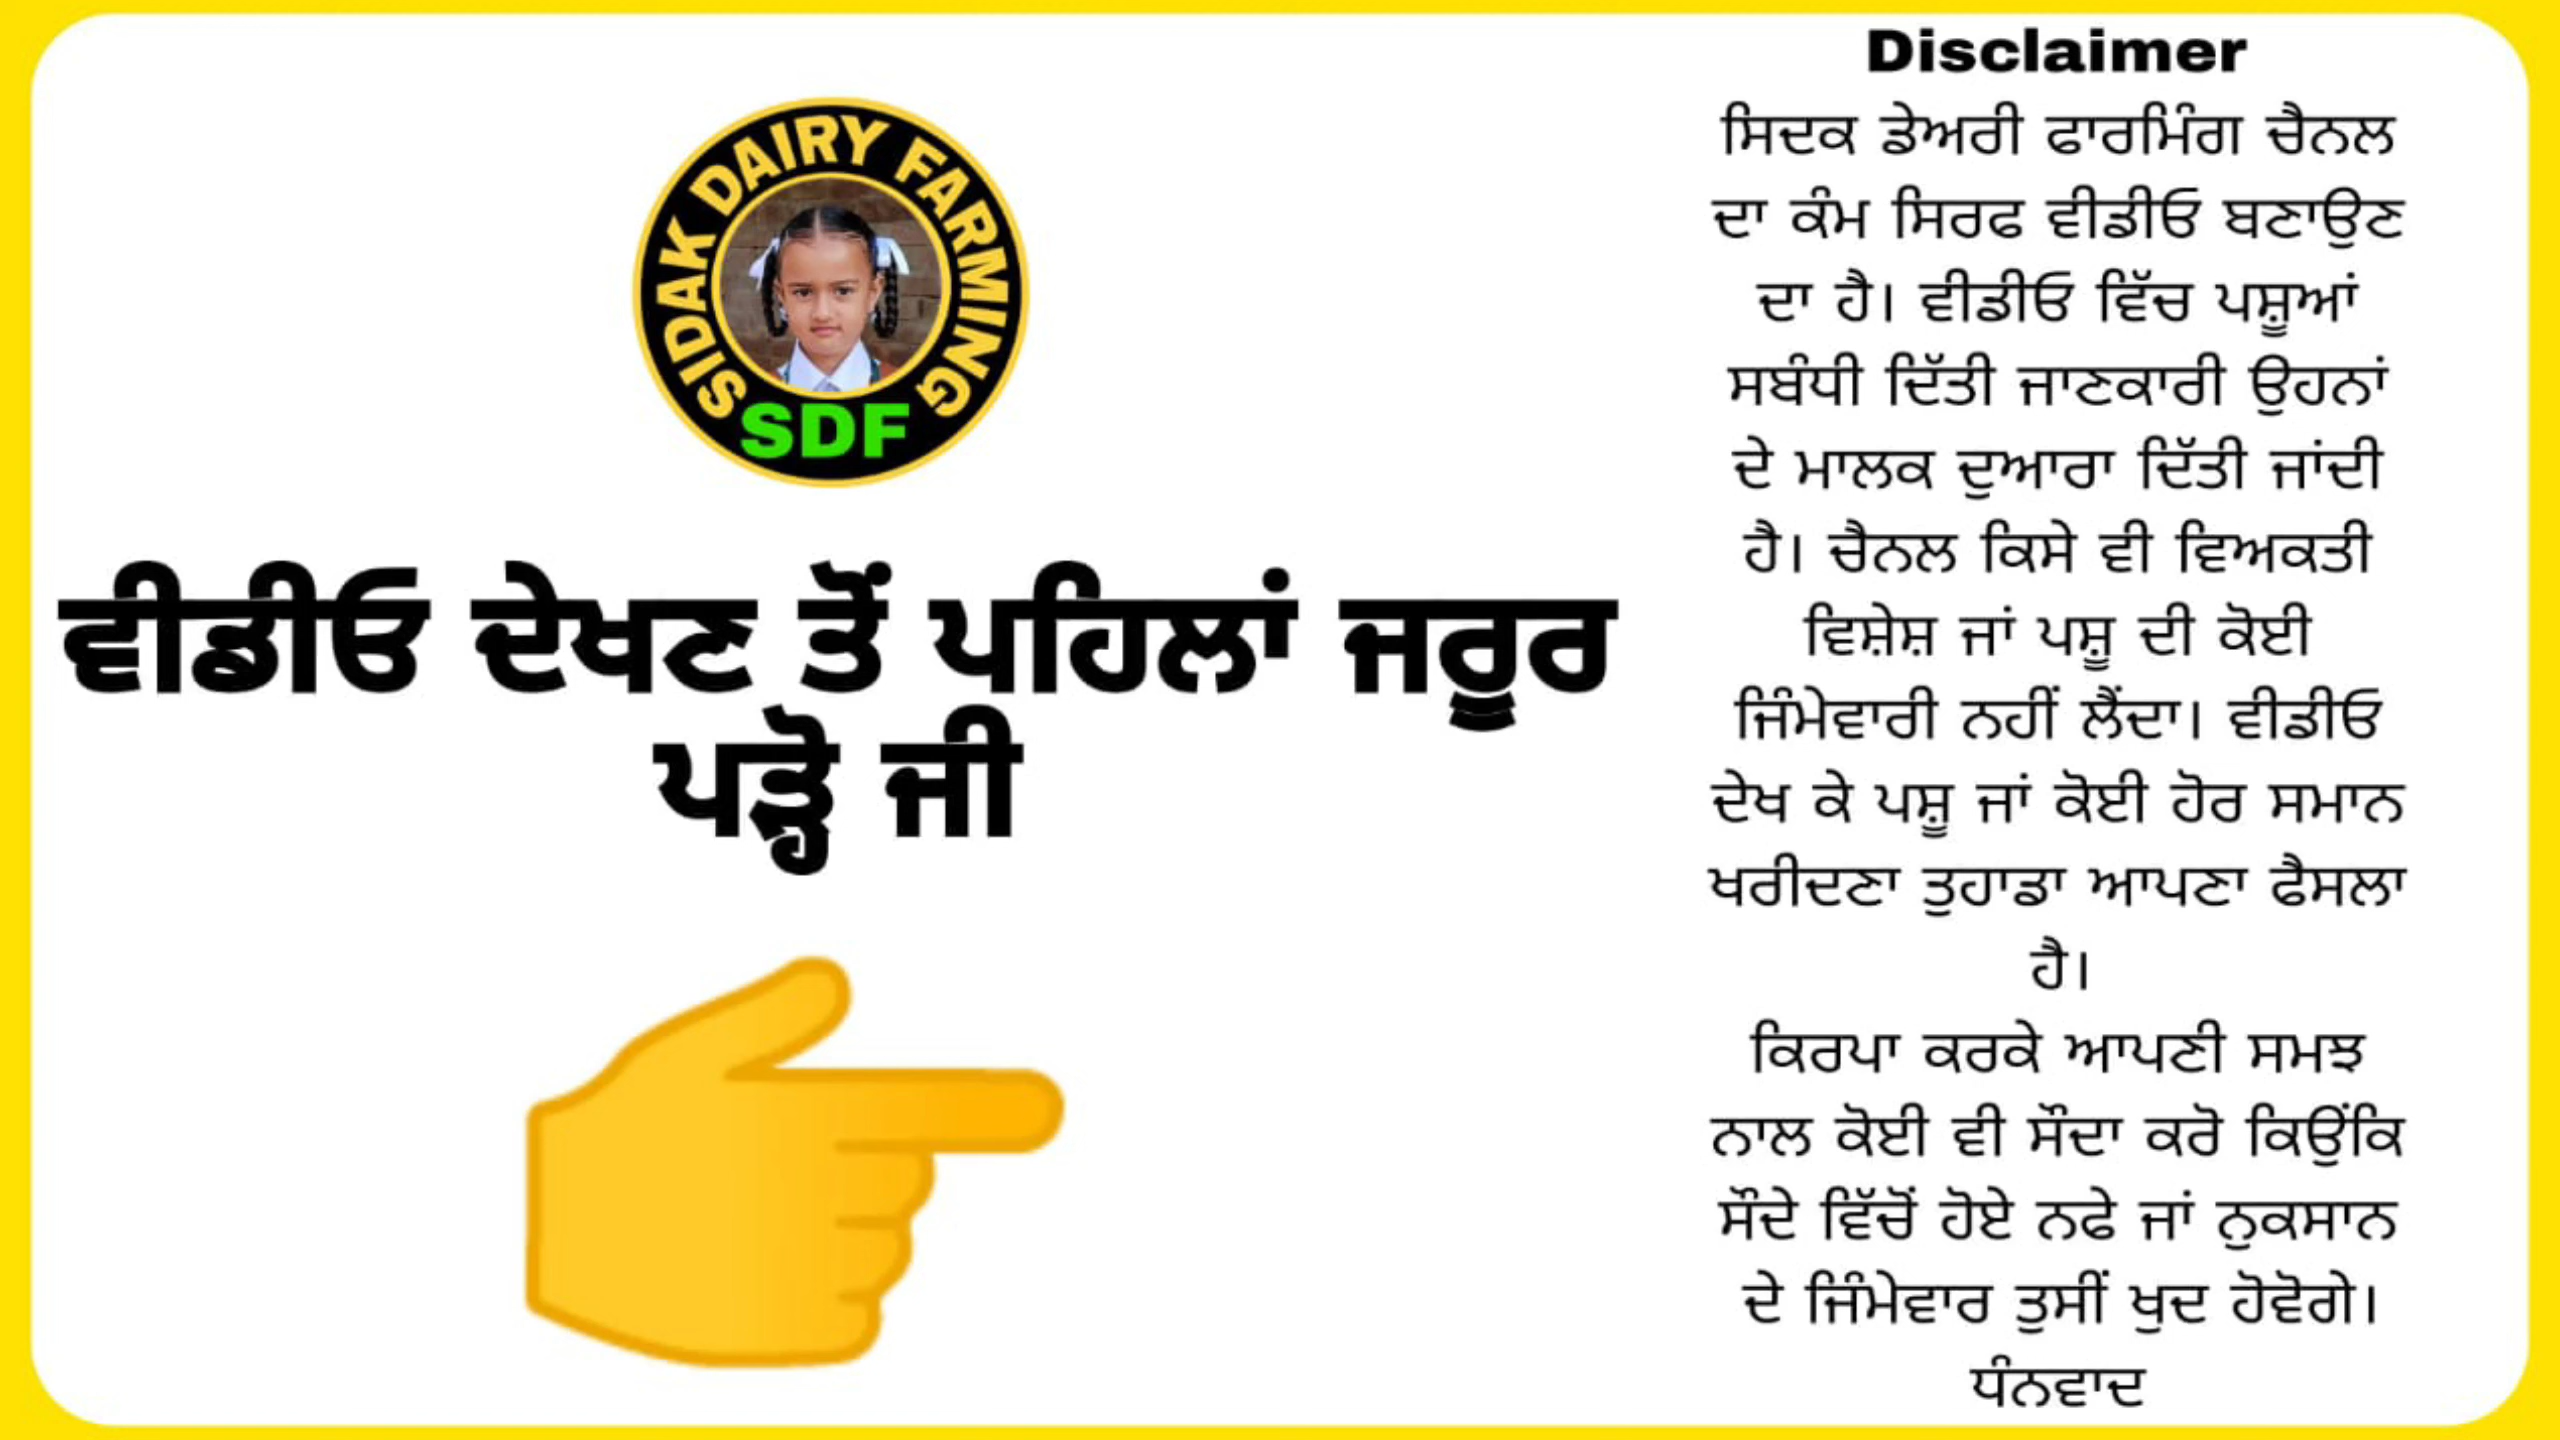 SIDAK DAIRY FARMING
SDF
ਵੀਡੀਓ ਦੇਖਣ ਤੋਂ ਪਹਿਲਾਂ ਜਰੂਰ
ਪੜ੍ਹੋ ਜੀ
Disclaimer
ਸਿਦਕ ਡੇਅਰੀ ਫਾਰਮਿੰਗ ਚੈਨਲ
ਦਾ ਕੰਮ ਸਿਰਫ ਵੀਡੀਓ ਬਣਾਉਣ
ਦਾ ਹੈ। ਵੀਡੀਓ ਵਿੱਚ ਪਸ਼ੂਆਂ
ਸਬੰਧੀ ਦਿੱਤੀ ਜਾਣਕਾਰੀ ਉਹਨਾਂ
ਦੇ ਮਾਲਕ ਦੁਆਰਾ ਦਿੱਤੀ ਜਾਂਦੀ
ਹੈ। ਚੈਨਲ ਕਿਸੇ ਵੀ ਵਿਅਕਤੀ
ਵਿਸ਼ੇਸ਼ ਜਾਂ ਪਸ਼ੂ ਦੀ ਕੋਈ
ਜਿੰਮੇਵਾਰੀ ਨਹੀਂ ਲੈਂਦਾ। ਵੀਡੀਓ
ਦੇਖ ਕੇ ਪਸ਼ੂ ਜਾਂ ਕੋਈ ਹੋਰ ਸਮਾਨ
ਖਰੀਦਣਾ ਤੁਹਾਡਾ ਆਪਣਾ ਫੈਸਲਾ
ਹੈ।
ਕਿਰਪਾ ਕਰਕੇ ਆਪਣੀ ਸਮਝ
ਨਾਲ ਕੋਈ ਵੀ ਸੌਦਾ ਕਰੋ ਕਿਉਂਕਿ
ਸੌਦੇ ਵਿੱਚੋਂ ਹੋਏ ਨਫੇ ਜਾਂ ਨੁਕਸਾਨ
ਦੇ ਜਿੰਮੇਵਾਰ ਤੁਸੀਂ ਖੁਦ ਹੋਵੋਗੇ।
ਧੰਨਵਾਦ